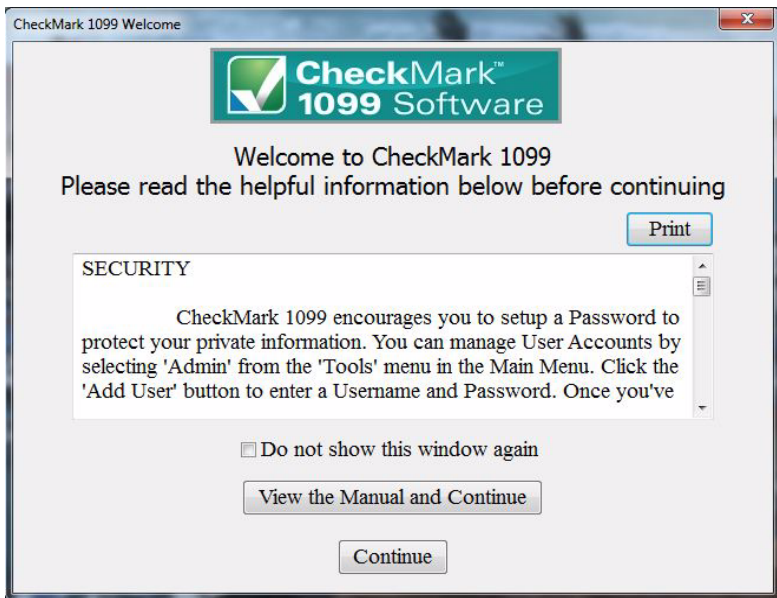 CheckMark 1099 Welcome
CheckMark™
1099 Software
Welcome to CheckMark 1099
Please read the helpful information below before continuing
Print
SECURITY
CheckMark 1099 encourages you to setup a Password to
protect your private information. You can manage User Accounts by
selecting 'Admin' from the 'Tools' menu in the Main Menu. Click the
'Add User' button to enter a Username and Password. Once you've
Do not show this window again
View the Manual and Continue
Continue